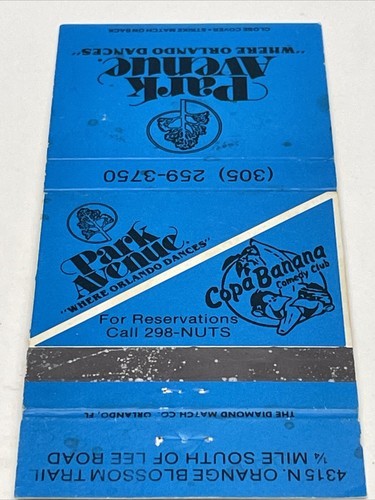 CLOSE COVER • STRIKE MATCH ON BACK
"WHERE ORLANDO DANCES"
Park
Avenue.
(305) 259-3750
Park
Avenue.
"WHERE ORLANDO DANCES"
Copa Banana
Comedy Club
For Reservations
Call 298-NUTS
THE DIAMOND MATCH CO. ORLANDO, FL
4315 N. ORANGE BLOSSOM TRAIL
¼ MILE SOUTH OF LEE ROAD